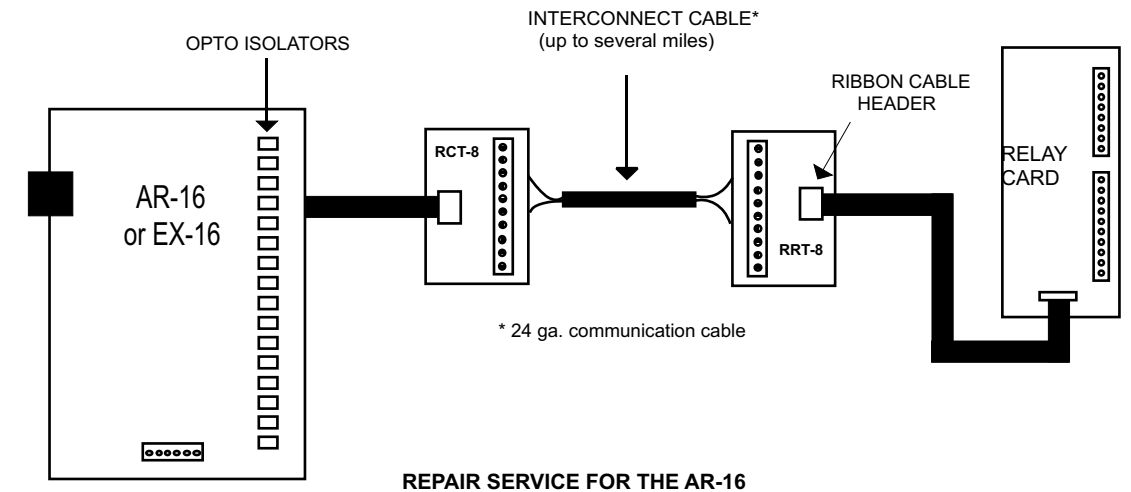 INTERCONNECT CABLE*
(up to several miles)
OPTO ISOLATORS
RIBBON CABLE
HEADER
RELAY
CARD
RCT-8
AR-16
or EX-16
RRT-8
* 24 ga. communication cable
REPAIR SERVICE FOR THE AR-16